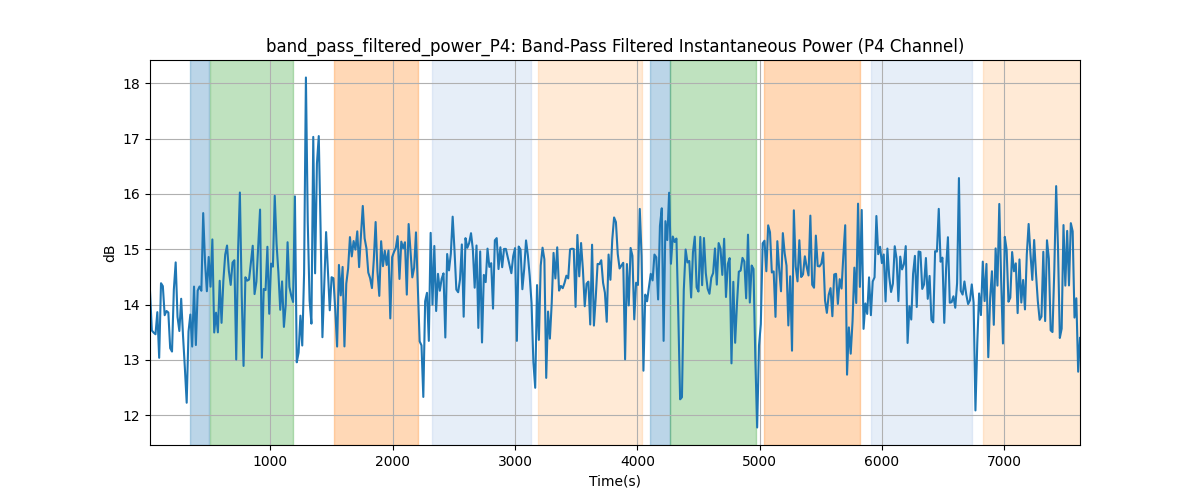 band_pass_filtered_power_P4: Band-Pass Filtered Instantaneous Power (P4 Channel)
18
17
16
15
14
13
12
dB
1000 2000 3000 4000 5000 6000 7000
Time(s)